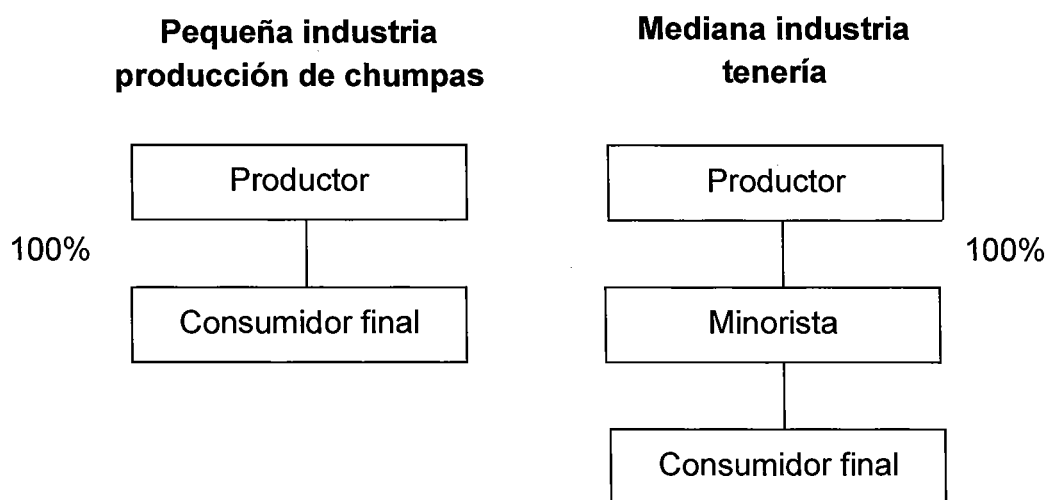 Pequeña industria
producción de chumpas
Productor
100%
Consumidor final
Mediana industria
tenería
Productor
100%
Minorista
Consumidor final